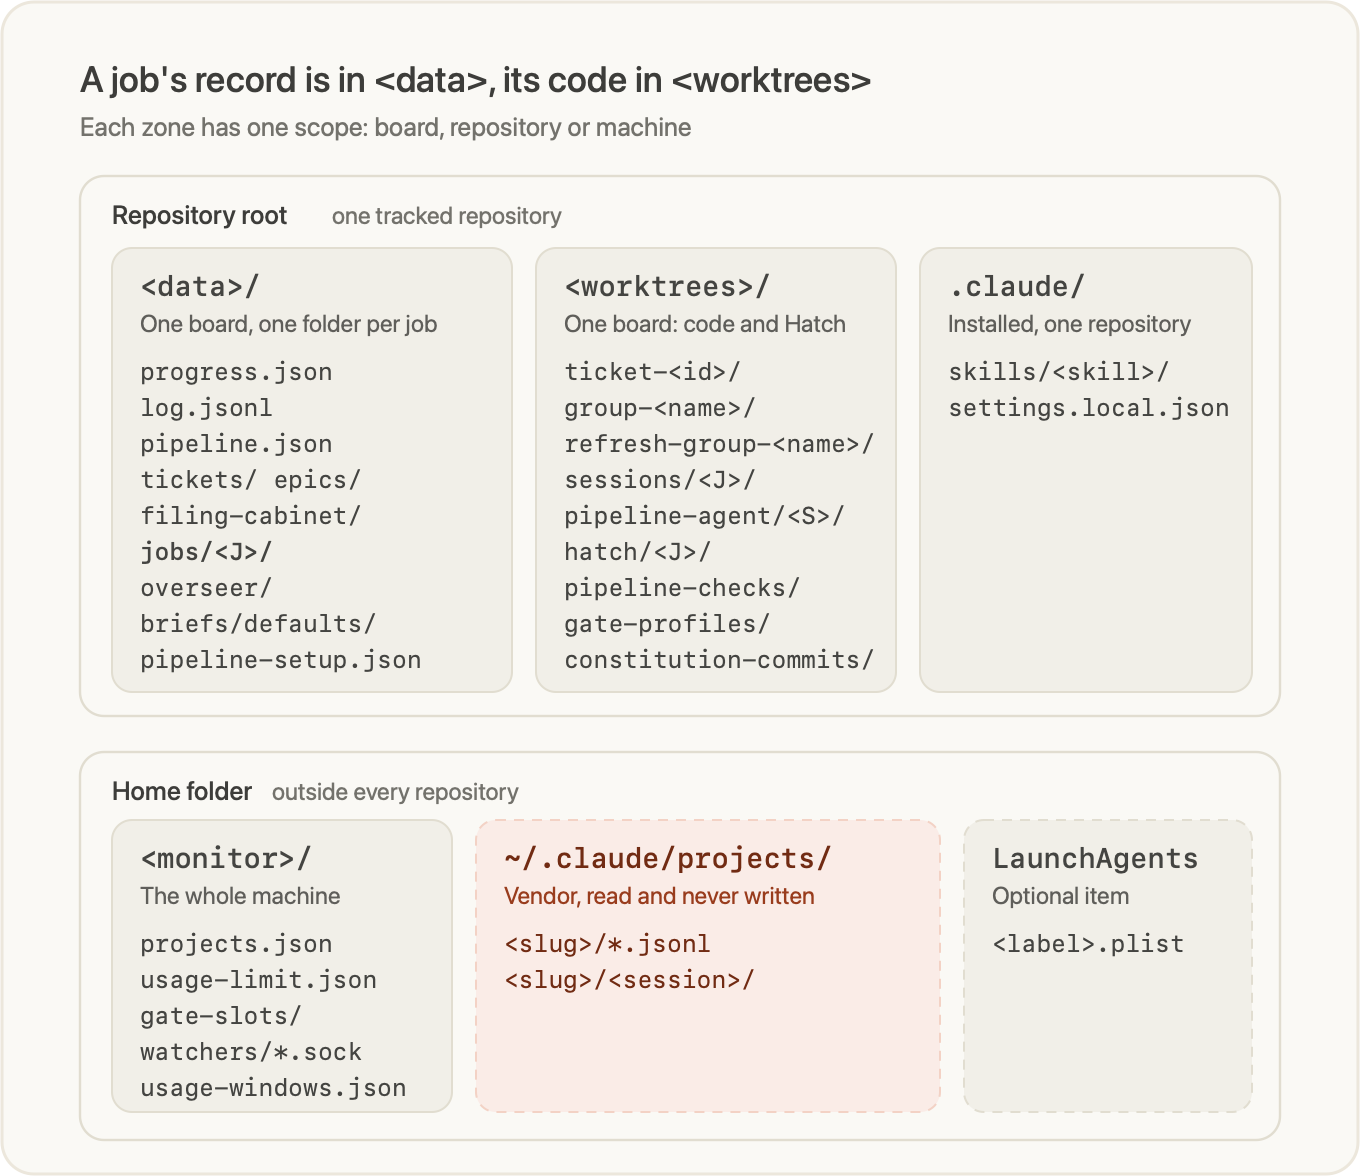 A job's record is in <data>, its code in <worktrees>
Each zone has one scope: board, repository or machine
Repository root one tracked repository
<data>/
One board, one folder per job
progress.json
log.jsonl
pipeline.json
tickets/ epics/
filing-cabinet/
jobs/<J>/
overseer/
briefs/defaults/
pipeline-setup.json
<worktrees>/
One board: code and Hatch
ticket-<id>/
group-<name>/
refresh-group-<name>/
sessions/<J>/
pipeline-agent/<S>/
hatch/<J>/
pipeline-checks/
gate-profiles/
constitution-commits/
.claude/
Installed, one repository
skills/<skill>/
settings.local.json
Home folder outside every repository
<monitor>/
The whole machine
projects.json
usage-limit.json
gate-slots/
watchers/*.sock
usage-windows.json
~/.claude/projects/
Vendor, read and never written
<slug>/*.jsonl
<slug>/<session>/
LaunchAgents
Optional item
<label>.plist